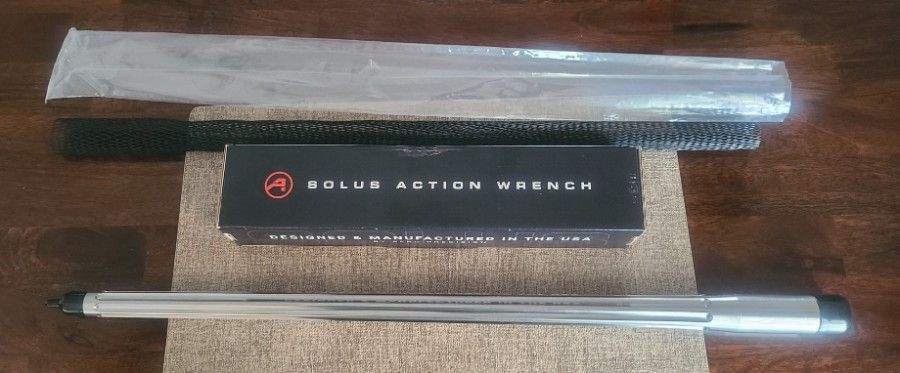 SOLUS ACTION WRENCH
DESIGNED & MANUFACTURED IN THE USA